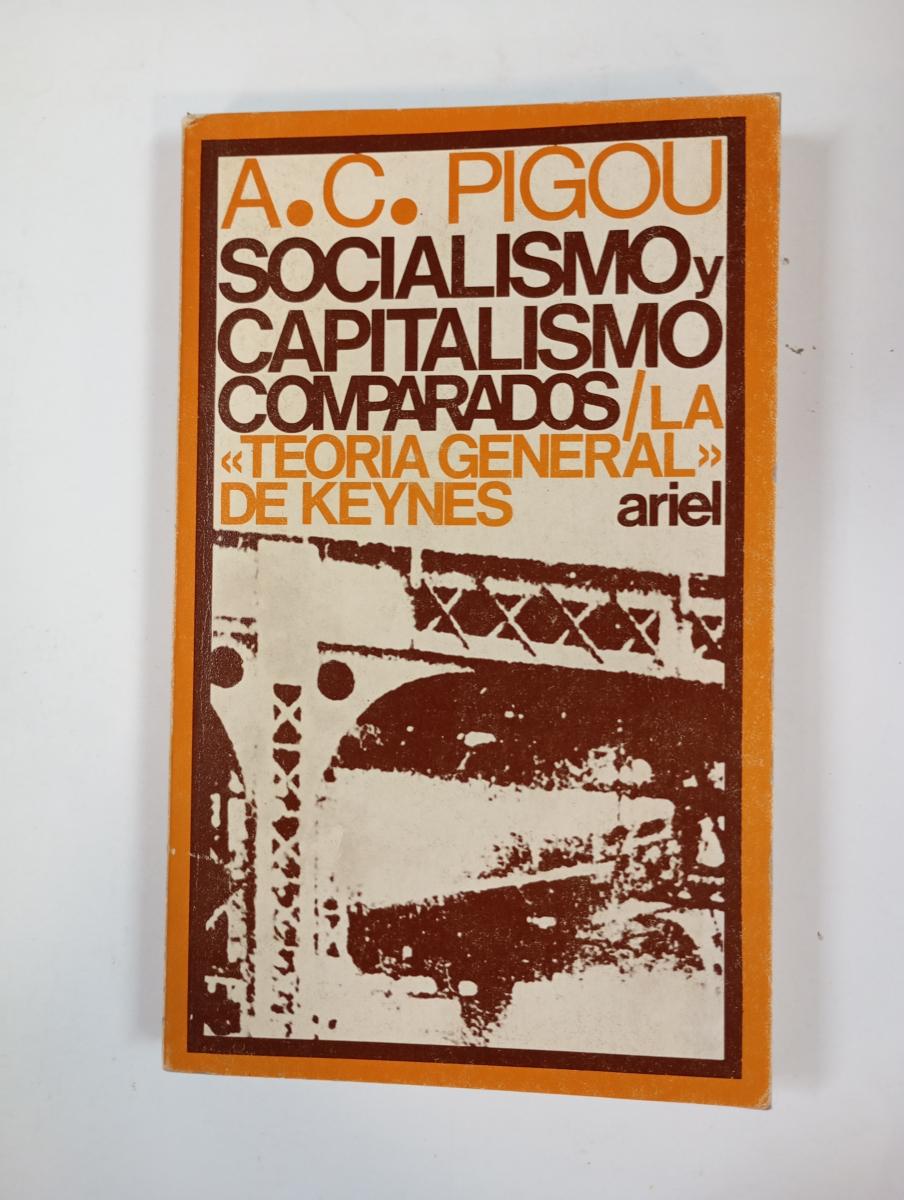 A.C. PIGOU
SOCIALISMO y
CAPITALISMO
COMPARADOS/LA
«TEORIA GENERAL»
DE KEYNES ariel